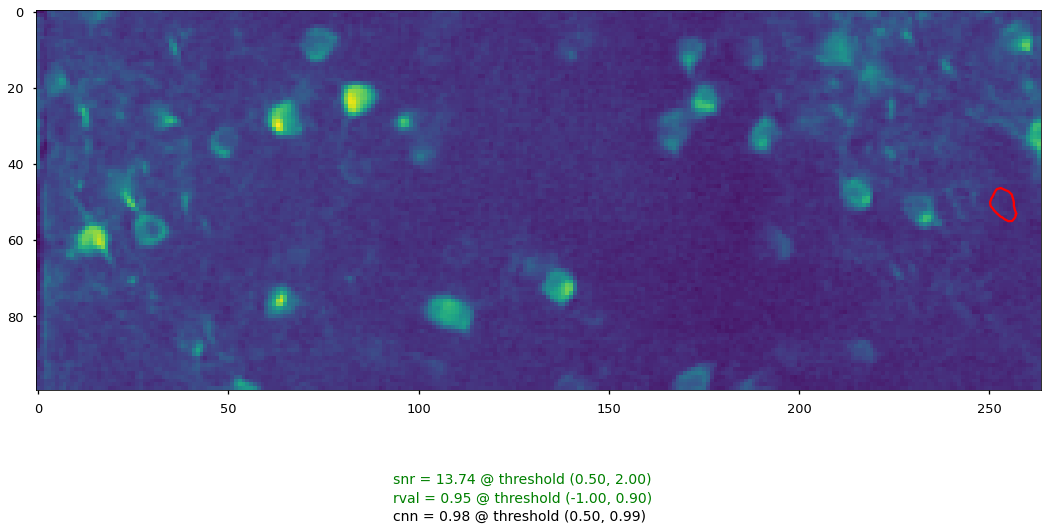 0
20
40
60
80
0 50 100 150 200 250
snr = 13.74 @ threshold (0.50, 2.00)
rval = 0.95 @ threshold (-1.00, 0.90)
cnn = 0.98 @ threshold (0.50, 0.99)